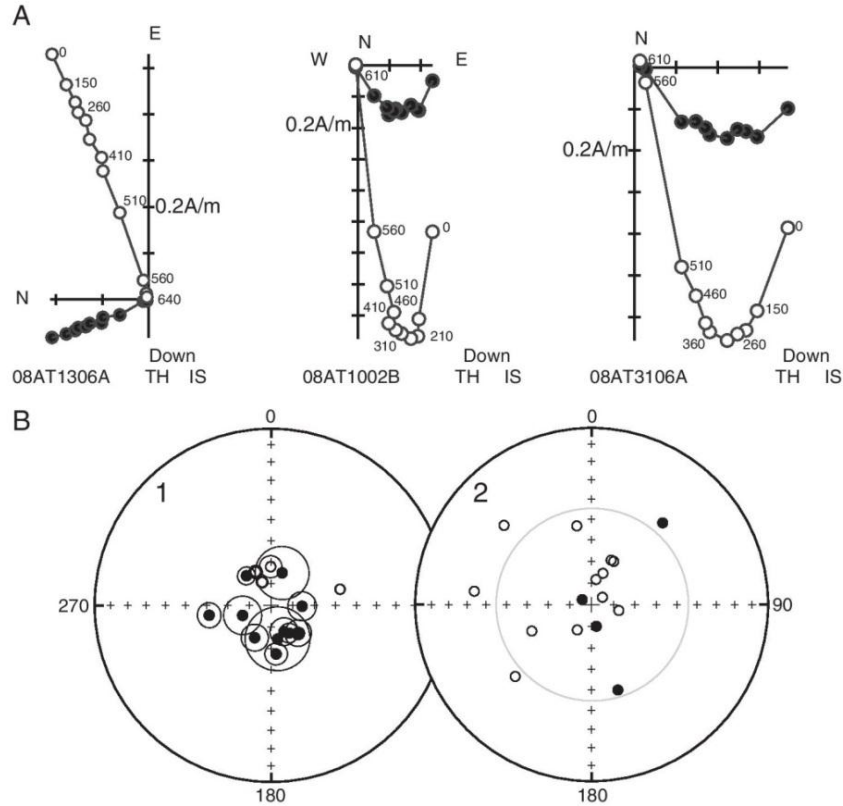 A
E
0
150
260
410
510
0.2A/m
560
N
640
Down
08AT1306A TH IS
N
W E
610
0.2A/m
560
0
510
460
410
310
210
Down
08AT1002B TH IS
N
610
560
0.2A/m
0
510
460
150
360
260
Down
08AT3106A TH IS
B
0 0
1 2
270 90
180 180